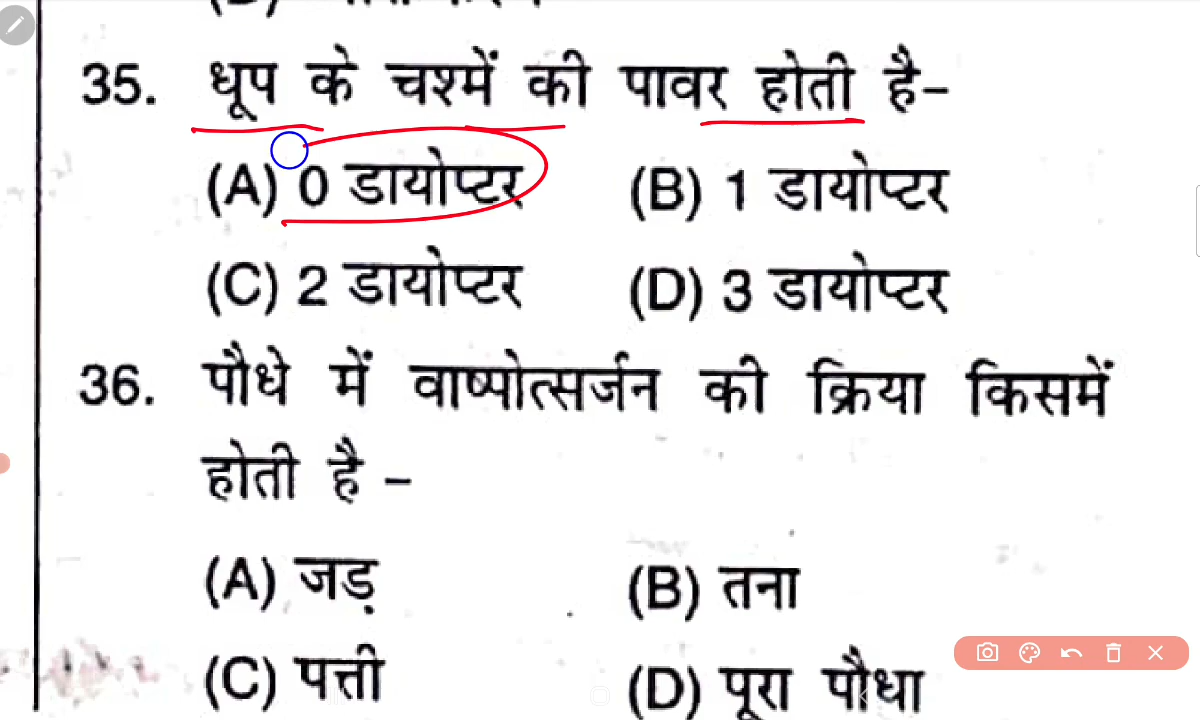 35. धूप के चश्में की पावर होती है–
(A) 0 डायोप्टर (B) 1 डायोप्टर
(C) 2 डायोप्टर (D) 3 डायोप्टर
36. पौधे में वाष्पोत्सर्जन की क्रिया किसमें
होती है –
(A) जड़ (B) तना
(C) पत्ती (D) पूरा पौधा